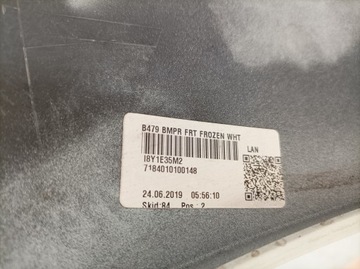 B479 BMPR FRT FROZEN WHT
LAN
I8Y1E35M2
7184010100148
24.06.2019 05:56:10
Skid:84 Pos.: 2